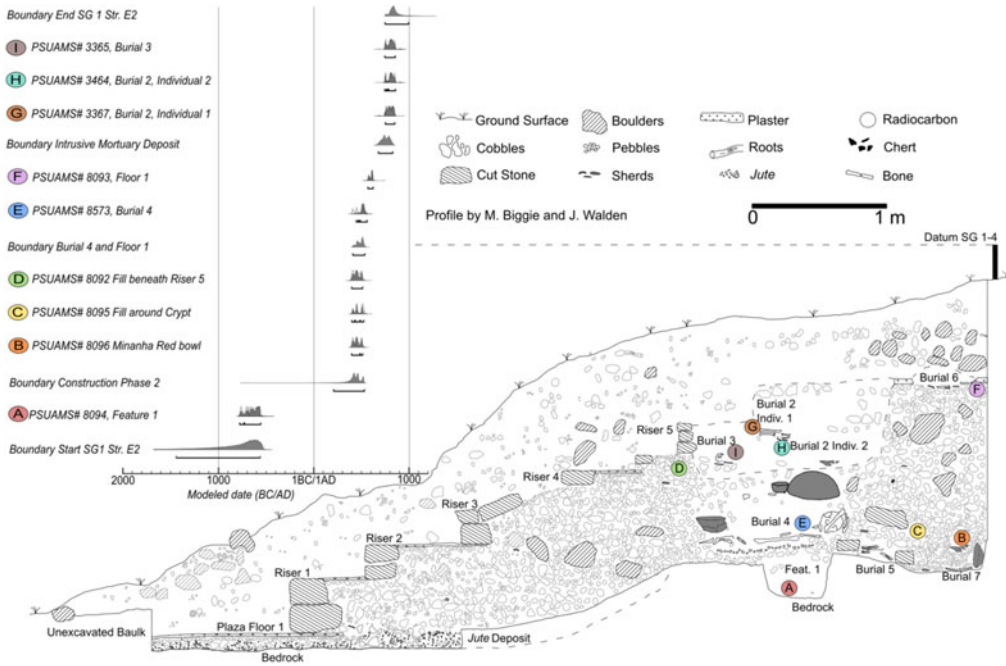 Boundary End SG 1 Str. E2
I PSUAMS# 3365, Burial 3
H PSUAMS# 3464, Burial 2, Individual 2
G PSUAMS# 3367, Burial 2, Individual 1
Boundary Intrusive Mortuary Deposit
F PSUAMS# 8093, Floor 1
E PSUAMS# 8573, Burial 4
Boundary Burial 4 and Floor 1
D PSUAMS# 8092 Fill beneath Riser 5
C PSUAMS# 8095 Fill around Crypt
B PSUAMS# 8096 Minanha Red bowl
Boundary Construction Phase 2
A PSUAMS# 8094, Feature 1
Boundary Start SG1 Str. E2
2000 1000 1BC/1AD 1000
Modeled date (BC/AD)
Ground Surface Boulders Plaster Radiocarbon
Cobbles Pebbles Roots Chert
Cut Stone Sherds Jute Bone
Profile by M. Biggie and J. Walden
0 1 m
Datum SG 1-4
Burial 6
F
Burial 2
Indiv. 1
G
Riser 5
Burial 3
H Burial 2 Indiv. 2
I
D
Riser 4
Riser 3
Burial 4
E
C
B
Riser 2
Burial 5
Burial 7
Feat. 1
A
Riser 1
Bedrock
Unexcavated Baulk
Plaza Floor 1
Jute Deposit
Bedrock